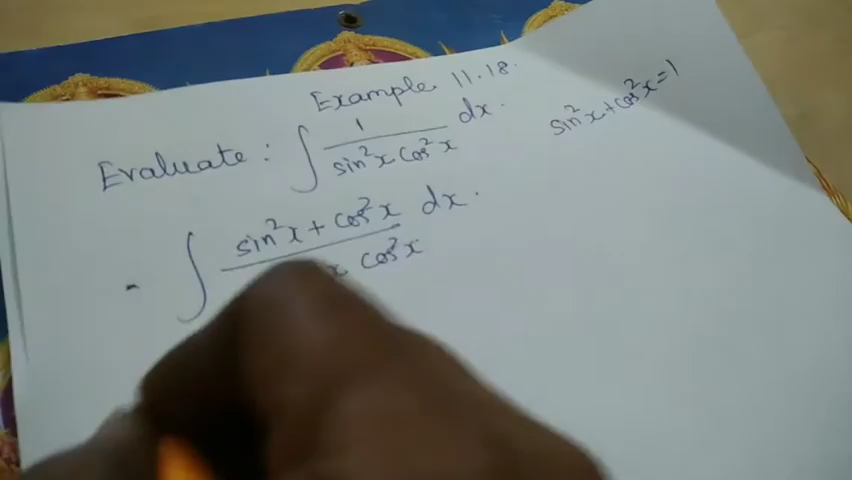 Example 11.18.
Evaluate : ∫ 1 / sin²x cos²x dx.
sin²x + cos²x = 1
- ∫ sin²x + cos²x / x cos²x dx.